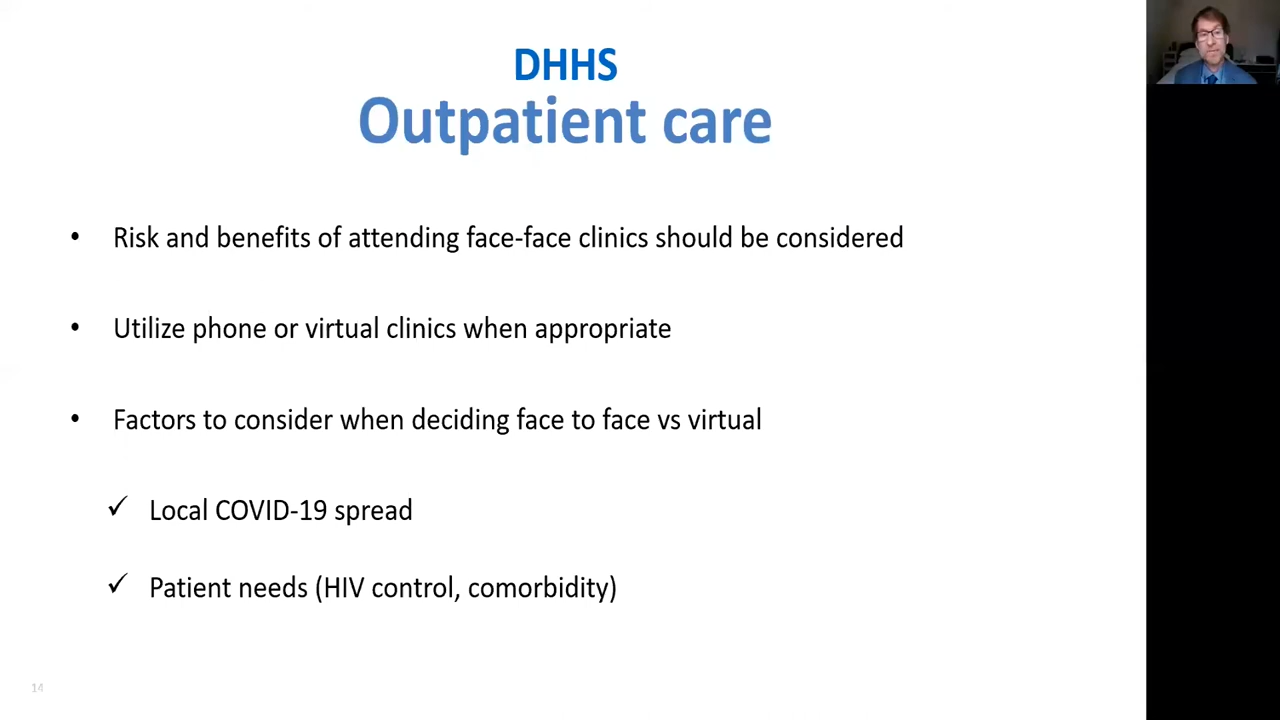 DHHS
Outpatient care
• Risk and benefits of attending face-face clinics should be considered
• Utilize phone or virtual clinics when appropriate
• Factors to consider when deciding face to face vs virtual
✓ Local COVID-19 spread
✓ Patient needs (HIV control, comorbidity)
14